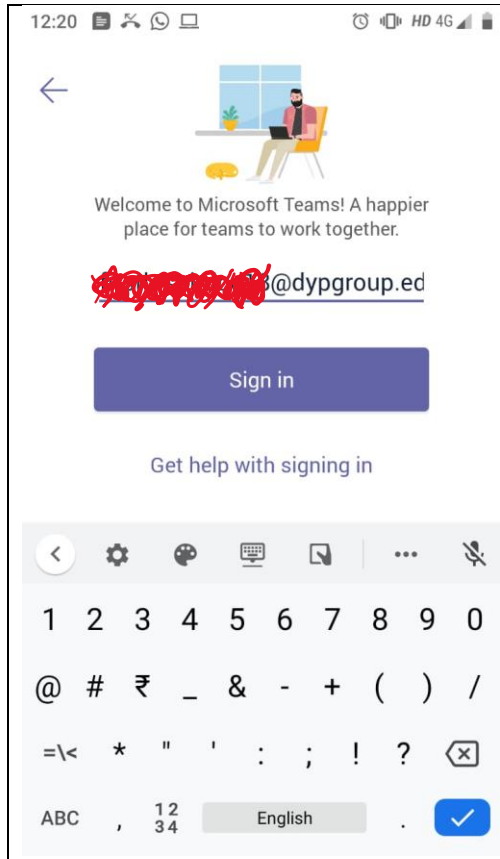 12:20 HD 4G
Welcome to Microsoft Teams! A happier
place for teams to work together.
@dypgroup.ed
Sign in
Get help with signing in
1 2 3 4 5 6 7 8 9 0
@ # ₹ _ & - + ( ) /
=\< * " ' : ; ! ?
ABC , 12 34 English .